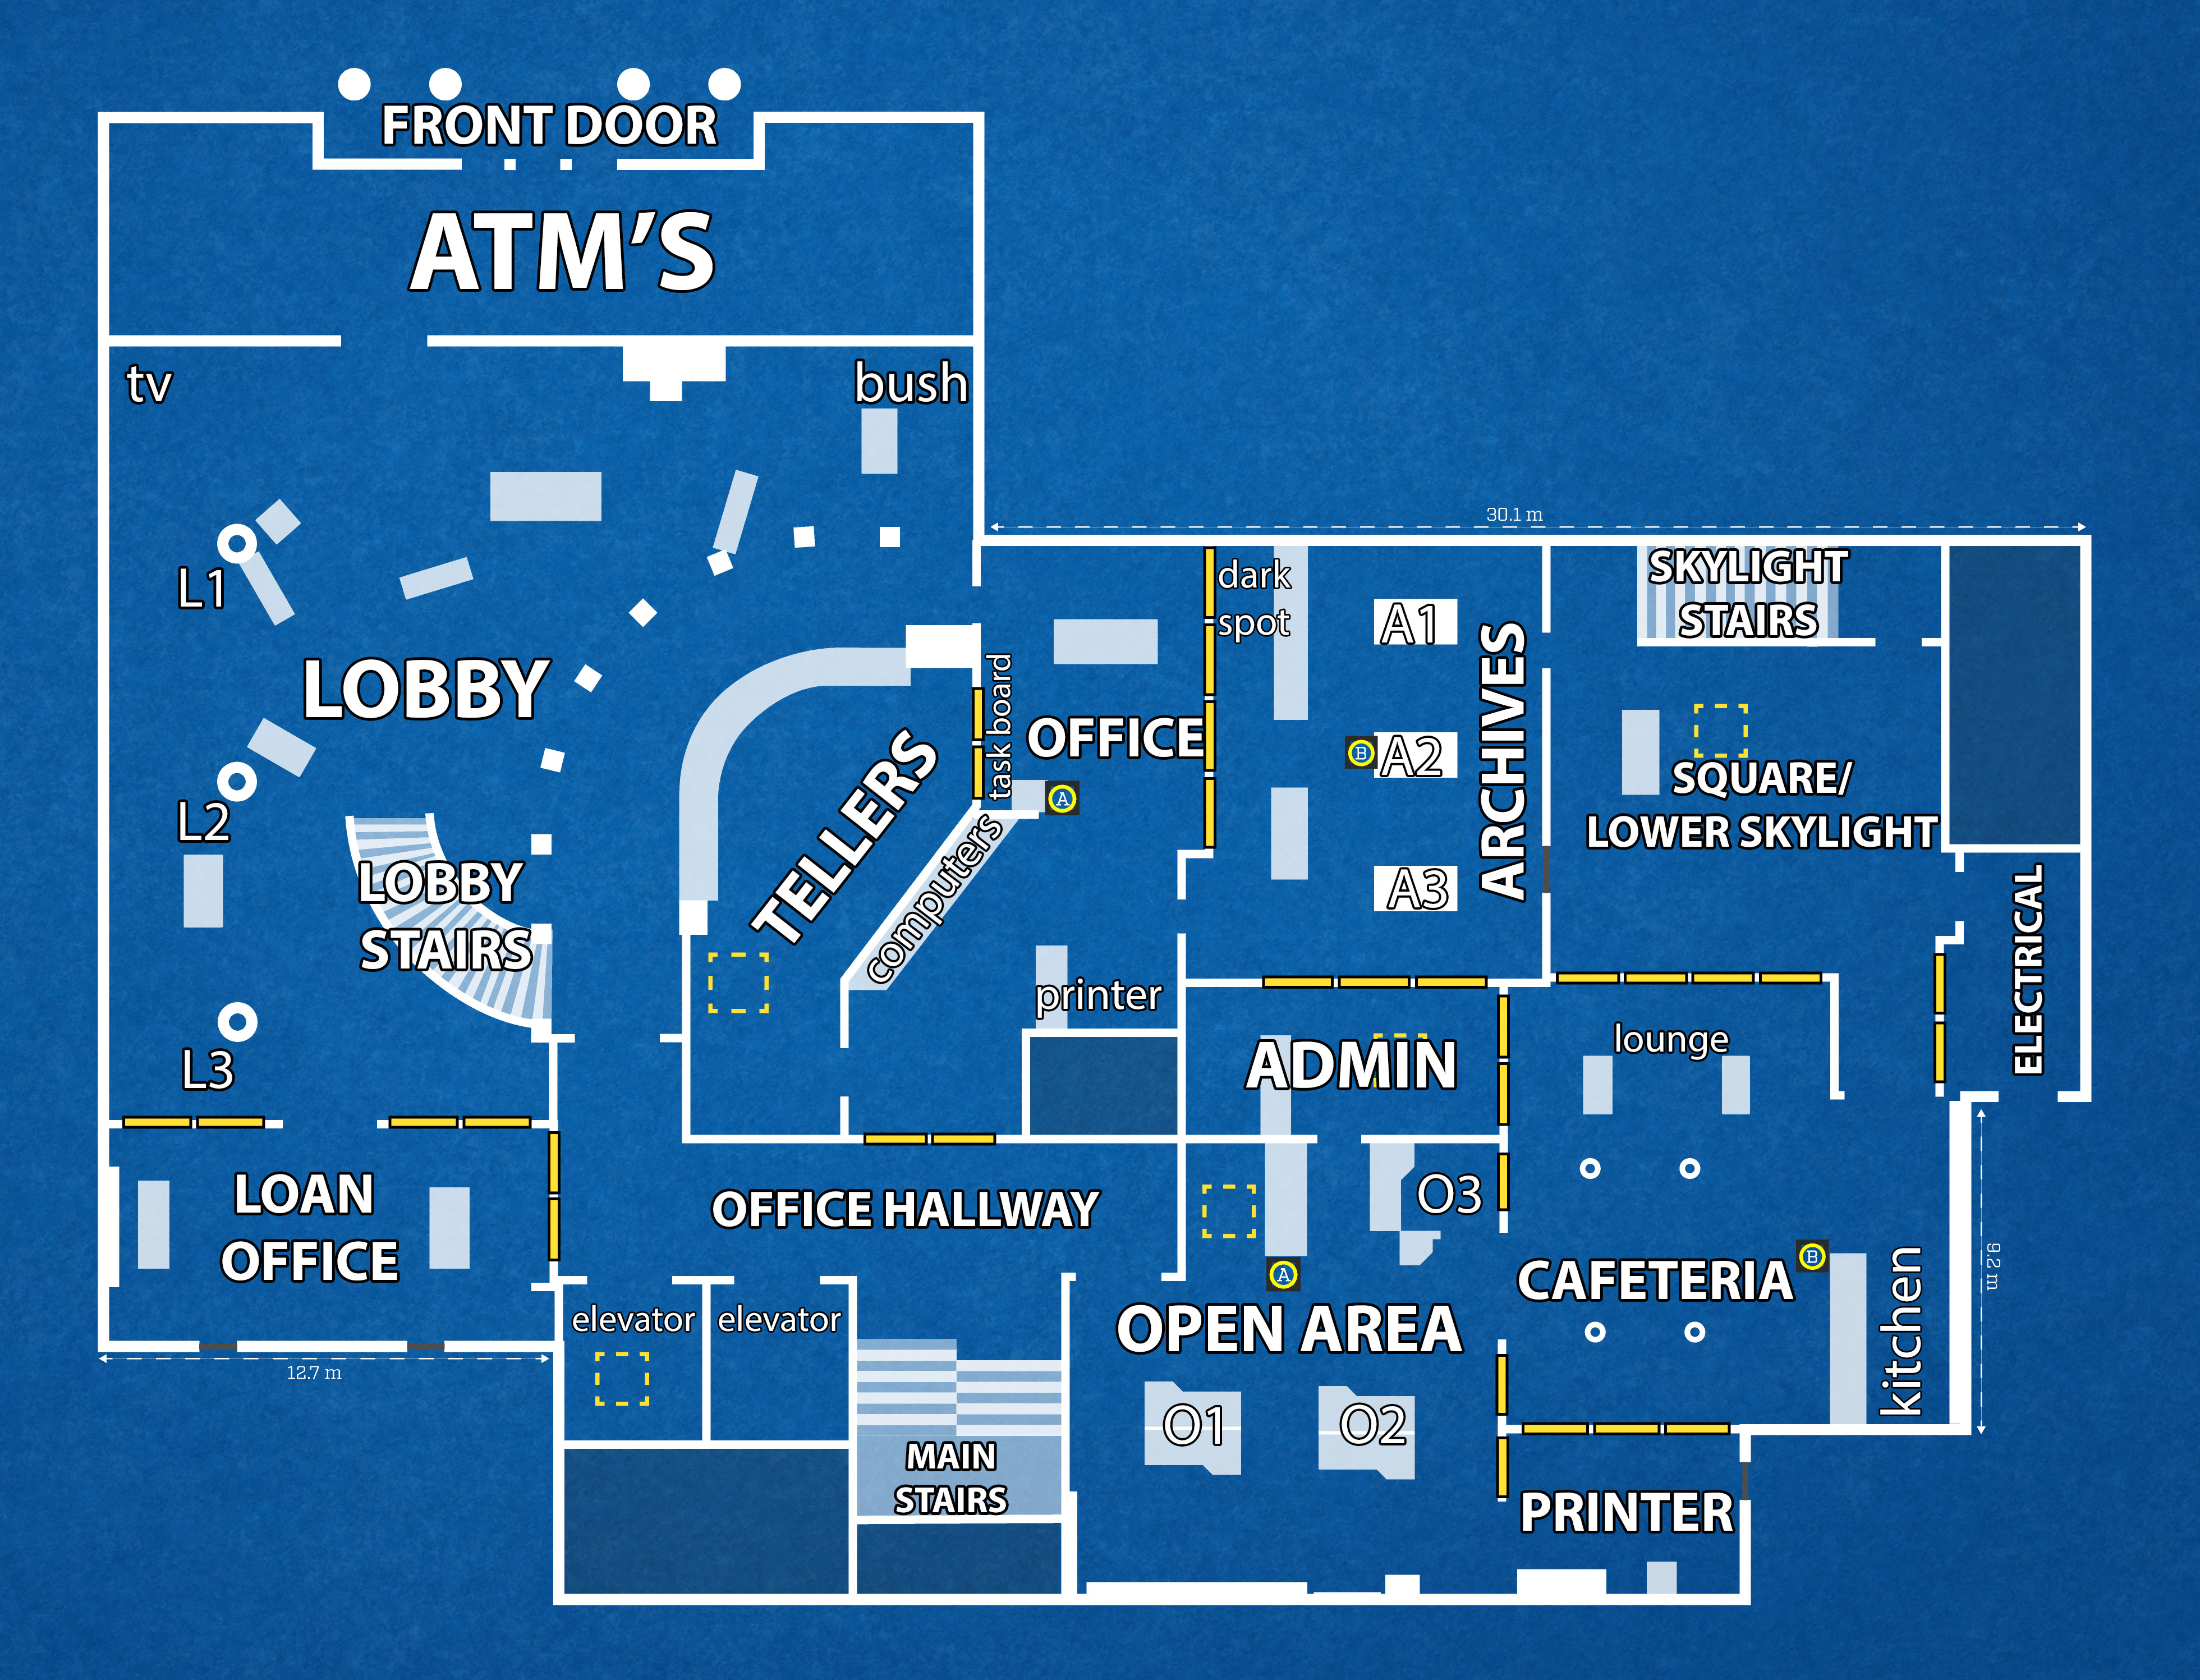 FRONT DOOR
ATM'S
tv
bush
30.1 m
L1
LOBBY
L2
LOBBY
STAIRS
L3
TELLERS
computers
task board
OFFICE
A
printer
dark
spot
A1
B
A2
A3
ARCHIVES
SKYLIGHT
STAIRS
SQUARE/
LOWER SKYLIGHT
ELECTRICAL
ADMIN
lounge
LOAN
OFFICE
12.7 m
OFFICE HALLWAY
elevator
elevator
MAIN
STAIRS
O3
A
OPEN AREA
O1
O2
CAFETERIA
B
kitchen
9.2 m
PRINTER